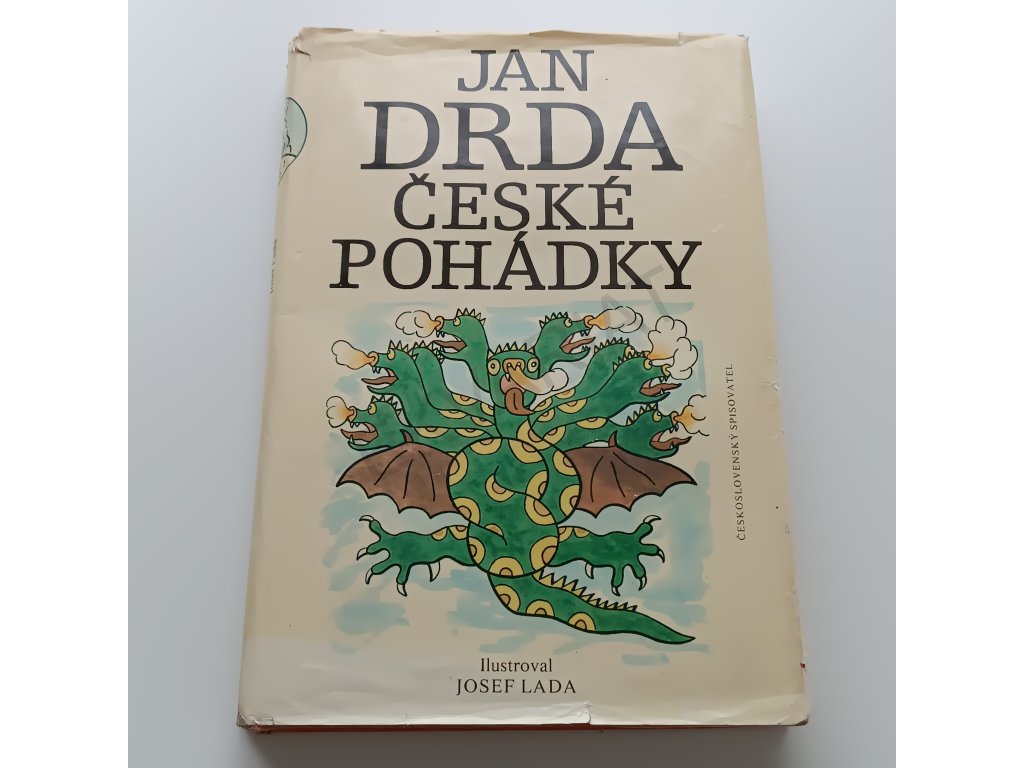 JAN
DRDA
ČESKÉ
POHÁDKY
ČESKOSLOVENSKÝ SPISOVATEL
Ilustroval
JOSEF LADA